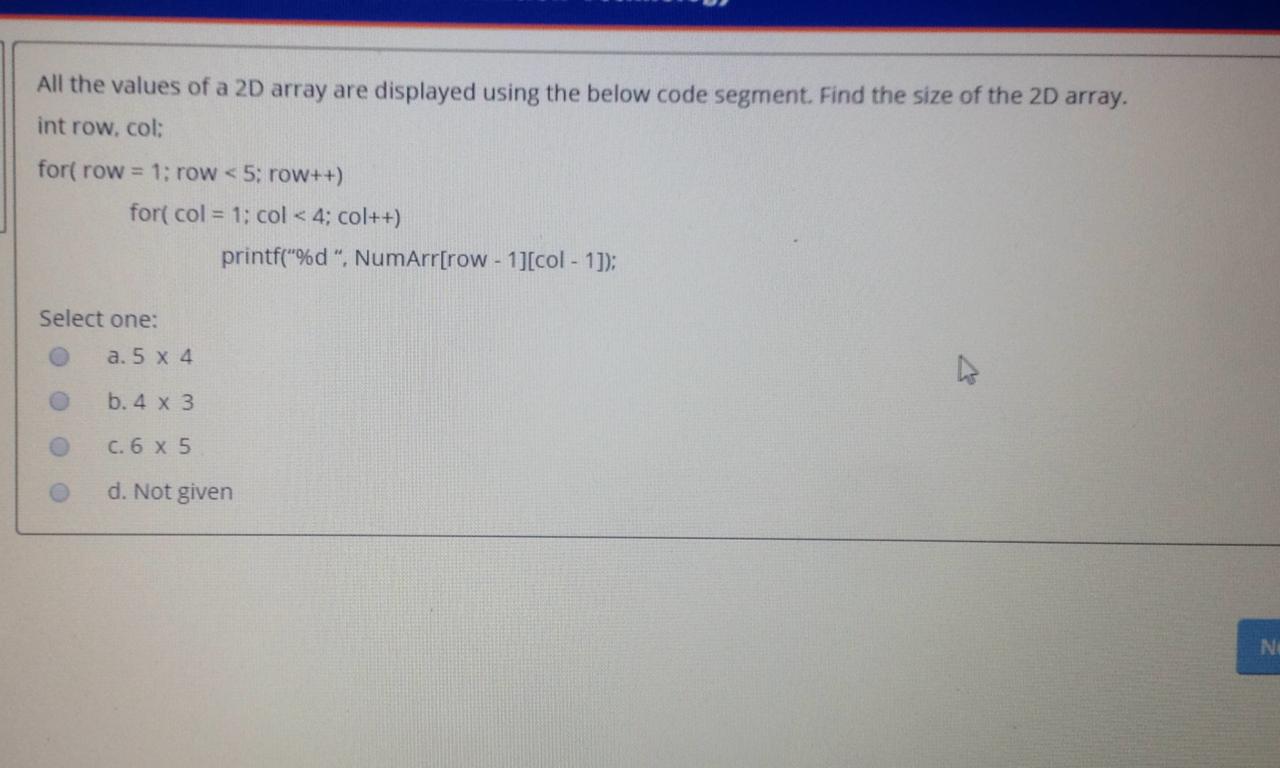 All the values of a 2D array are displayed using the below code segment. Find the size of the 2D array.
int row, col;
for( row = 1; row < 5; row++)
for( col = 1; col < 4; col++)
printf("%d “, NumArr[row - 1][col - 1]);
Select one:
a. 5 x 4
b. 4 x 3
c. 6 x 5
d. Not given